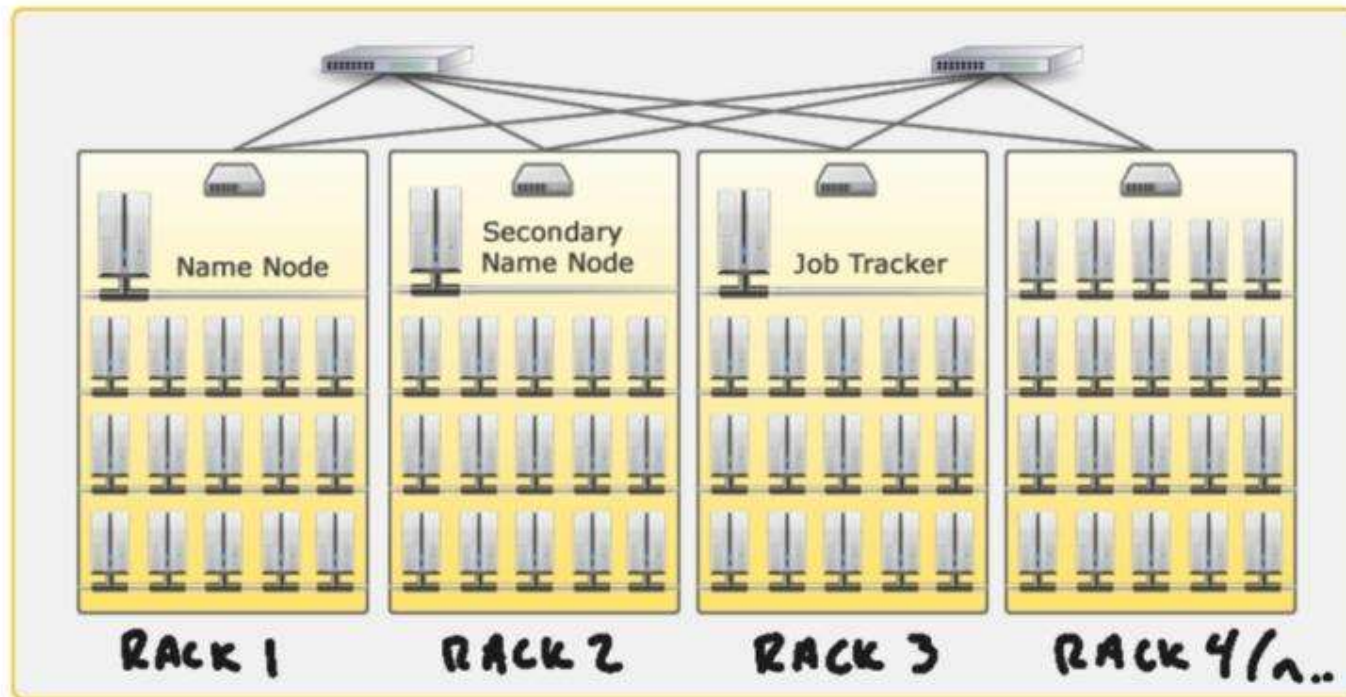 Name Node
Secondary
Name Node
Job Tracker
RACK 1
RACK 2
RACK 3
RACK 4/n..